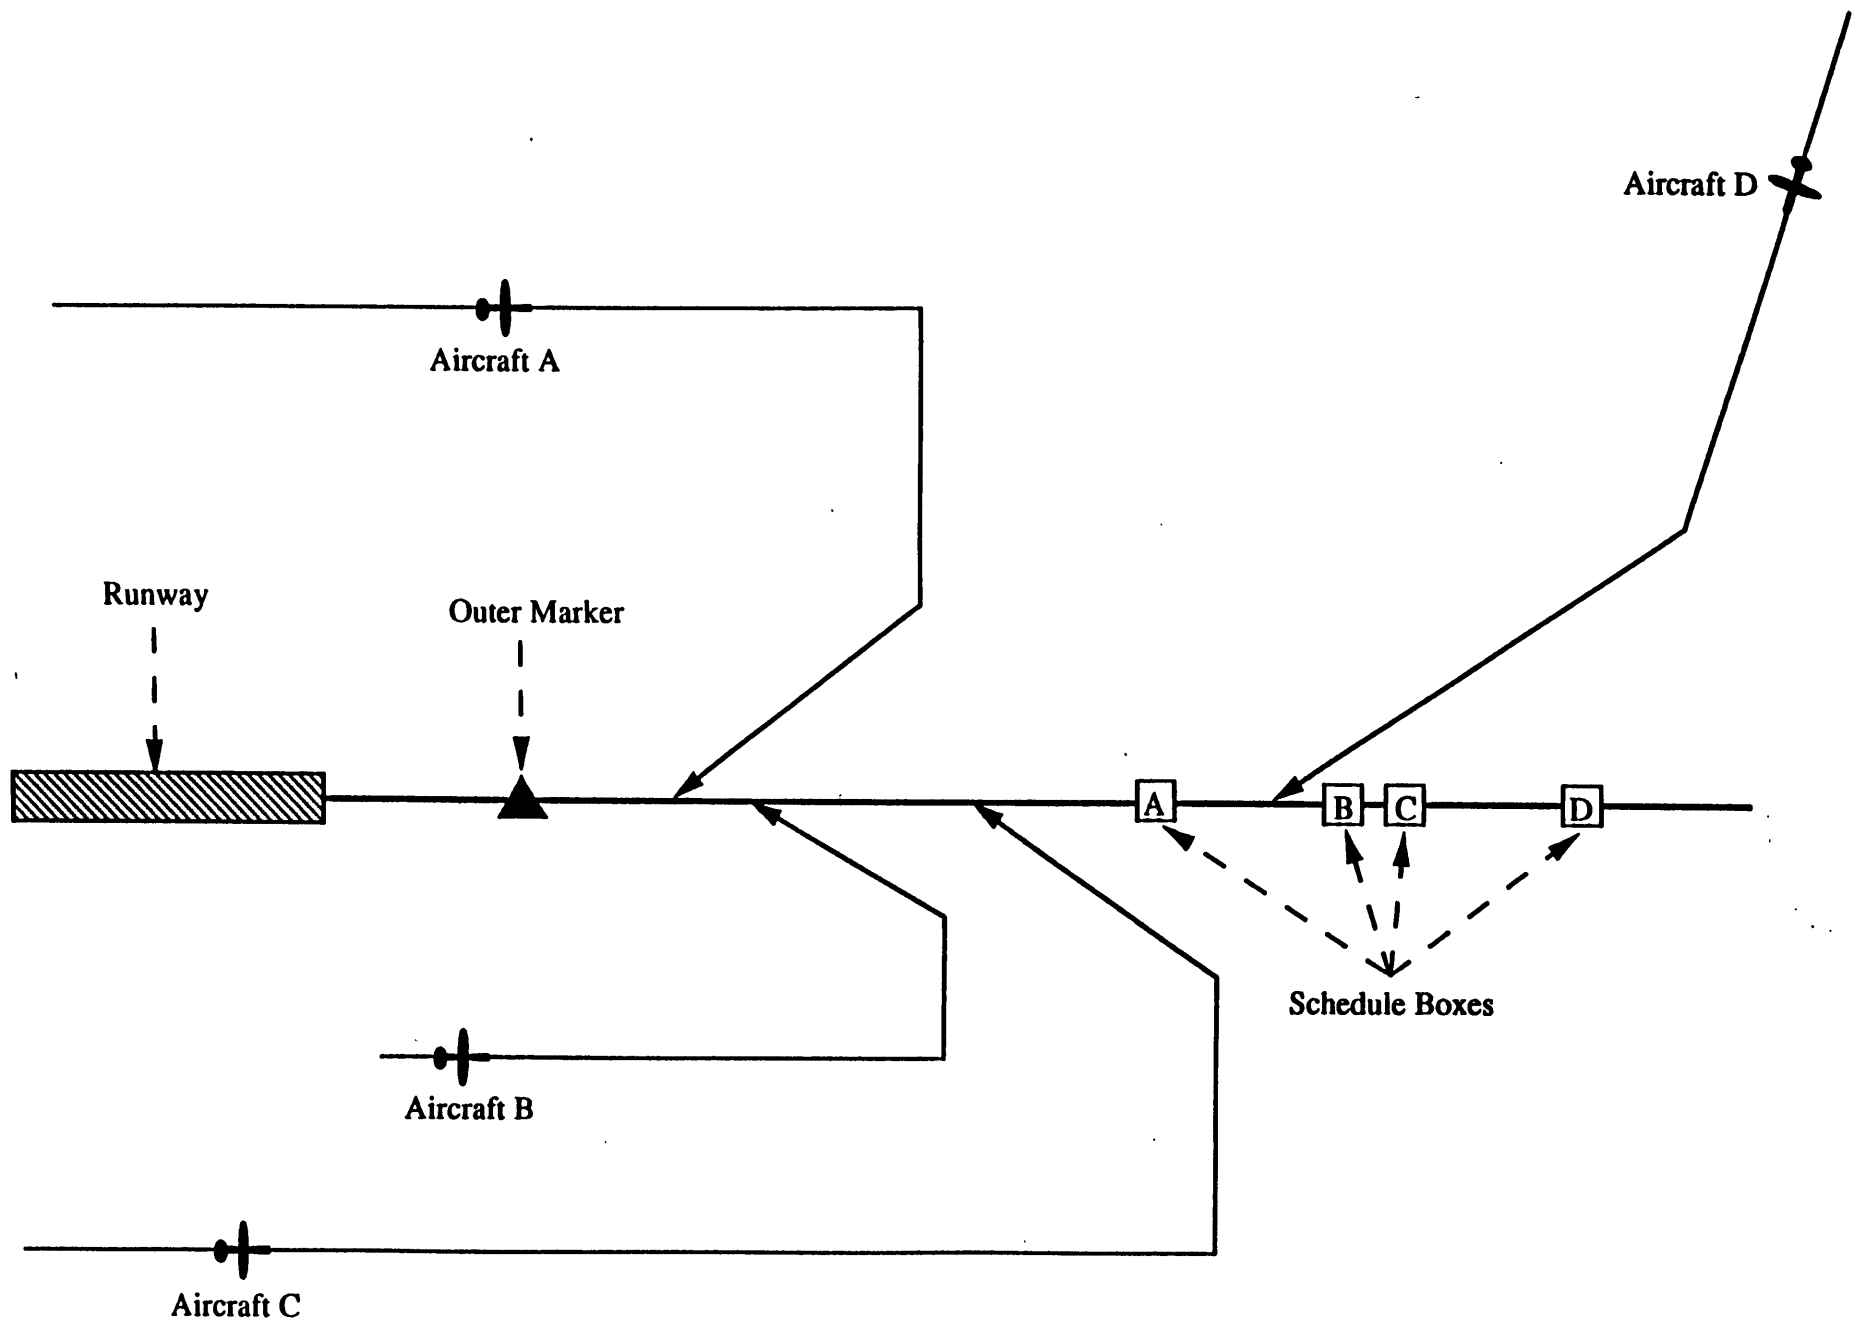 Aircraft D
Aircraft A
Runway
Outer Marker
A
B
C
D
Schedule Boxes
Aircraft B
Aircraft C